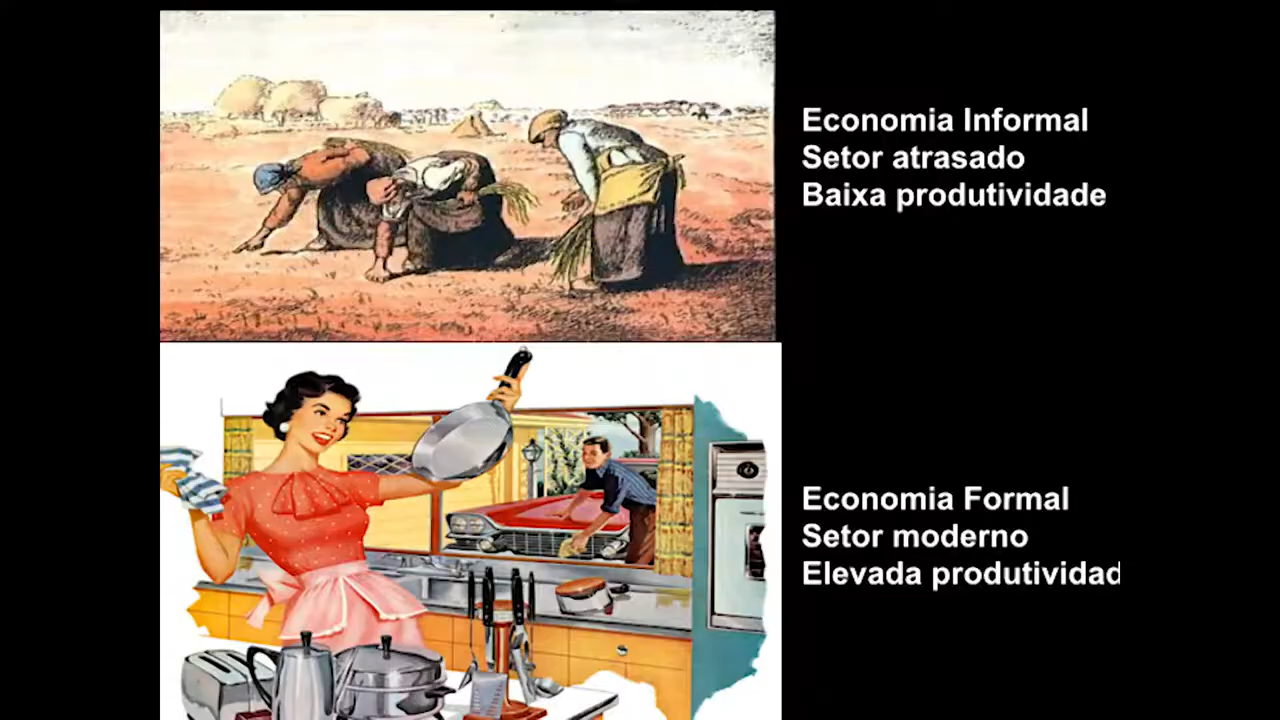 Economia Informal
Setor atrasado
Baixa produtividade
Economia Formal
Setor moderno
Elevada produtividad